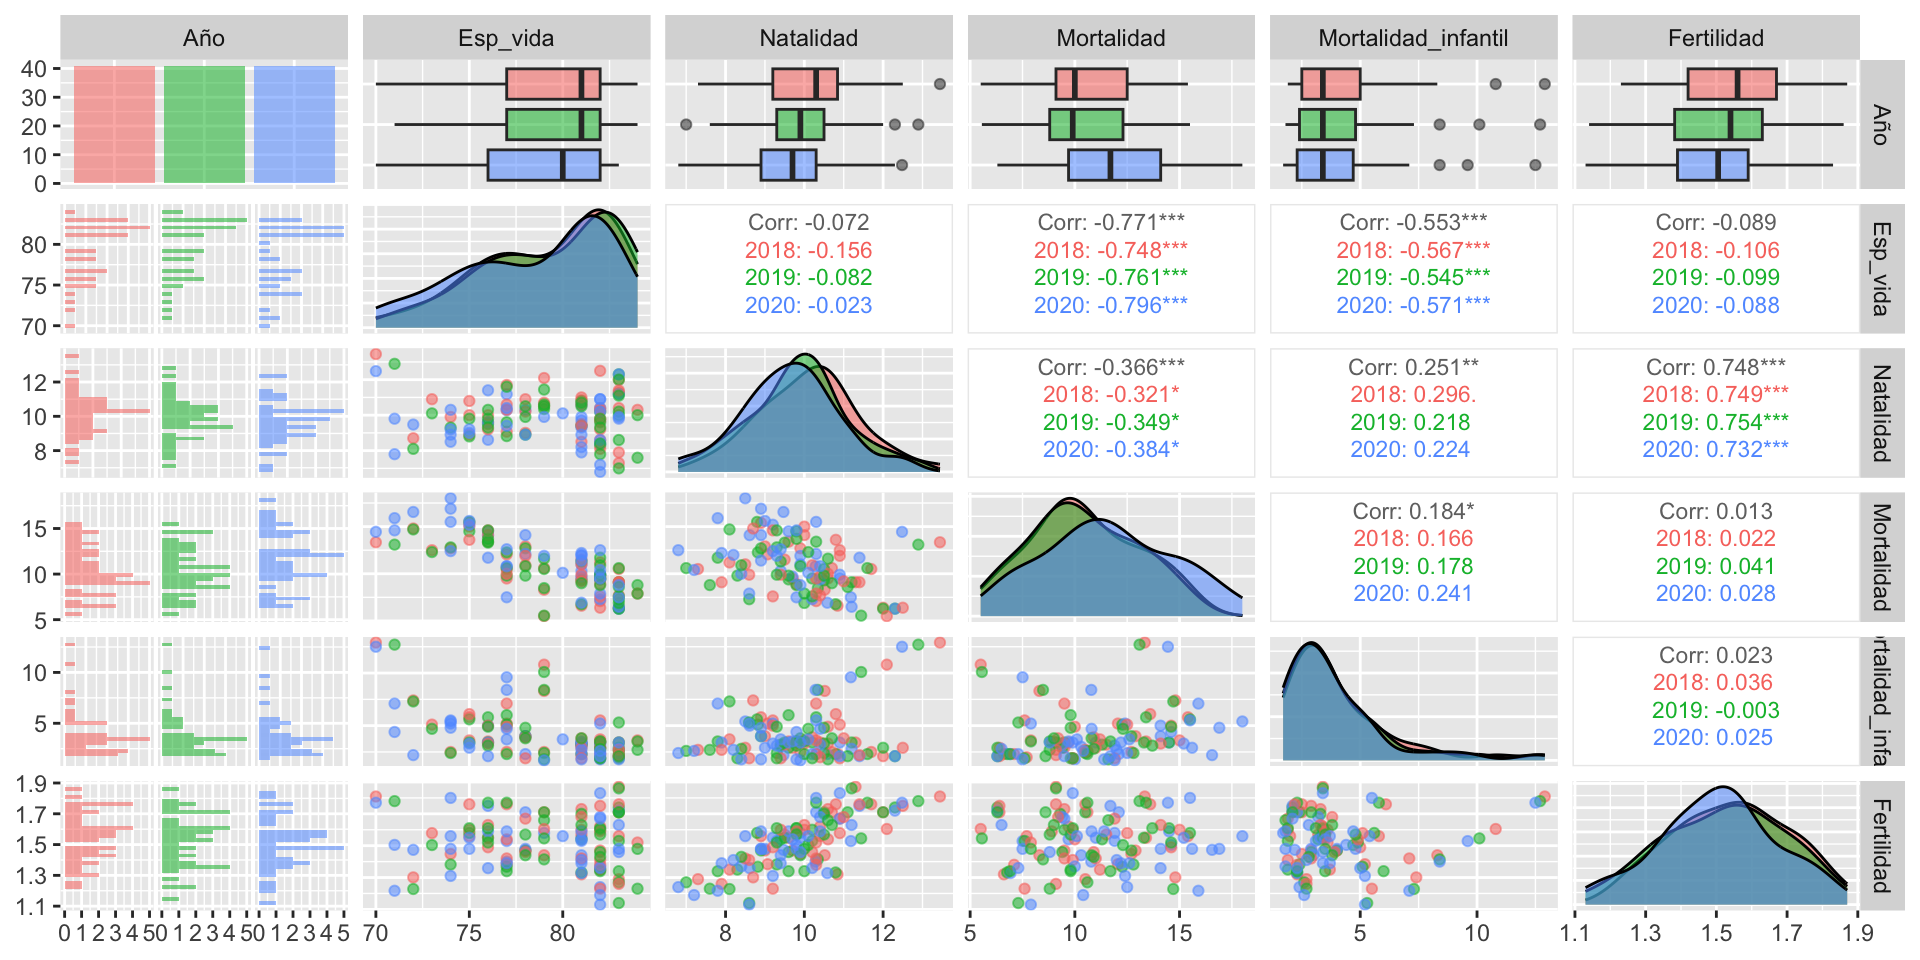 Año Esp_vida Natalidad Mortalidad Mortalidad_infantil Fertilidad
40
30
20
10
0
Año
80
75
70
Corr: -0.072
2018: -0.156
2019: -0.082
2020: -0.023
Corr: -0.771***
2018: -0.748***
2019: -0.761***
2020: -0.796***
Corr: -0.553***
2018: -0.567***
2019: -0.545***
2020: -0.571***
Corr: -0.089
2018: -0.106
2019: -0.099
2020: -0.088
Esp_vida
12
10
8
Corr: -0.366***
2018: -0.321*
2019: -0.349*
2020: -0.384*
Corr: 0.251**
2018: 0.296.
2019: 0.218
2020: 0.224
Corr: 0.748***
2018: 0.749***
2019: 0.754***
2020: 0.732***
Natalidad
15
10
5
Corr: 0.184*
2018: 0.166
2019: 0.178
2020: 0.241
Corr: 0.013
2018: 0.022
2019: 0.041
2020: 0.028
Mortalidad
10
5
Corr: 0.023
2018: 0.036
2019: -0.003
2020: 0.025
rtalidad_infa
1.9
1.7
1.5
1.3
1.1
Fertilidad
0 1 2 3 4 50 1 2 3 4 50 1 2 3 4 5 70 75 80 8 10 12 5 10 15 5 10 1.1 1.3 1.5 1.7 1.9